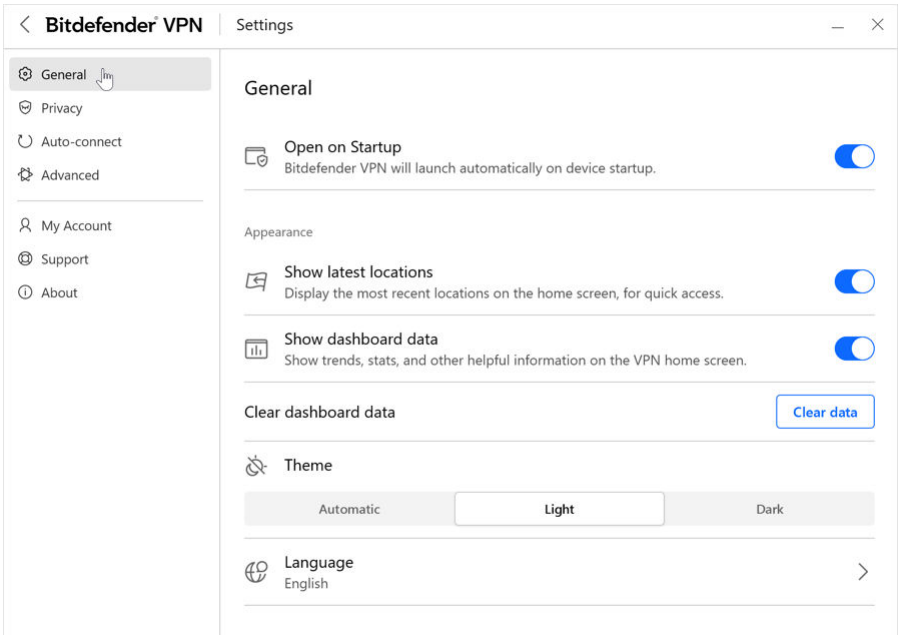 Bitdefender® VPN Settings
General
Privacy
Auto-connect
Advanced
My Account
Support
About
General
Open on Startup
Bitdefender VPN will launch automatically on device startup.
Appearance
Show latest locations
Display the most recent locations on the home screen, for quick access.
Show dashboard data
Show trends, stats, and other helpful information on the VPN home screen.
Clear dashboard data Clear data
Theme
Automatic Light Dark
Language
English